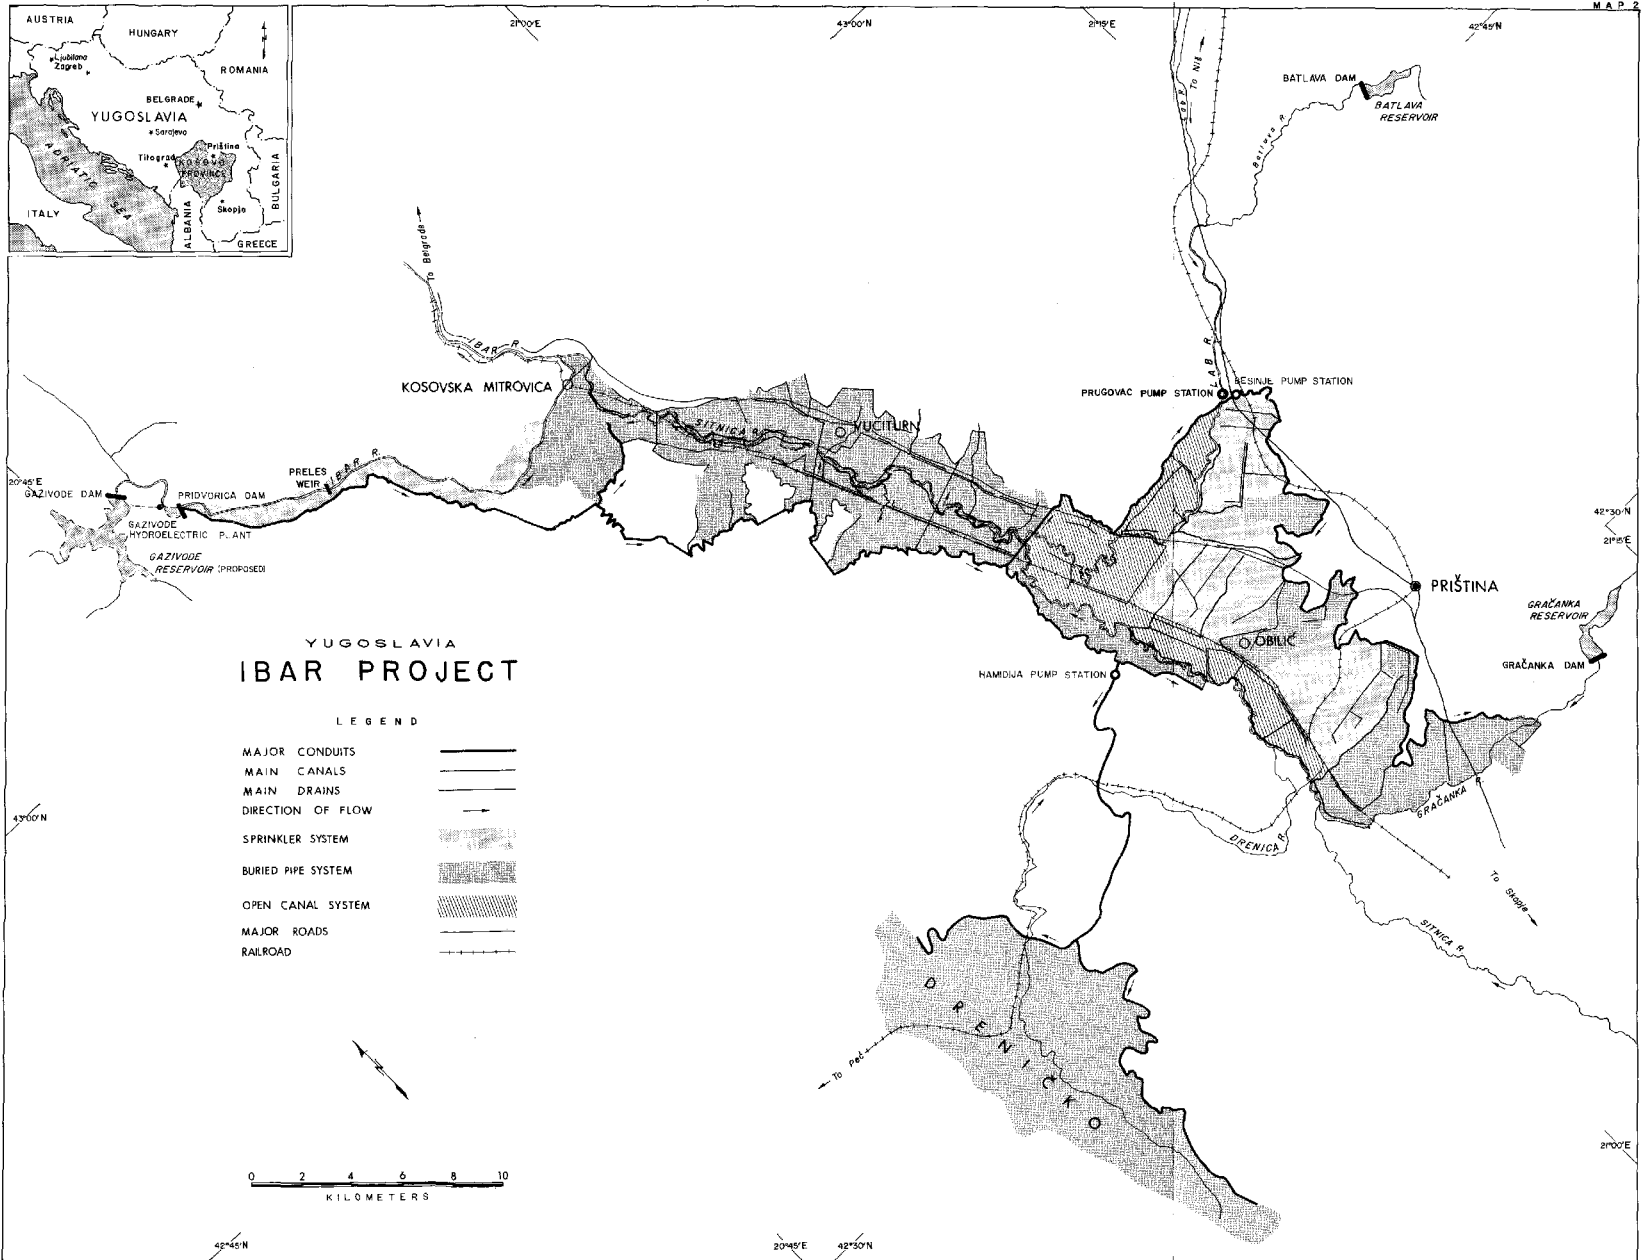 MAP 2
AUSTRIA
HUNGARY
ROMANIA
Ljubljana
Zagreb
BELGRADE
YUGOSLAVIA
Sarajevo
Titograd
Priština
KOSOVO
PROVINCE
Skopje
ADRIATIC SEA
ITALY
ALBANIA
BULGARIA
GREECE
21°00'E
43°00'N
21°15'E
42°45'N
To Niš
LAB R.
BATLAVA DAM
BATLAVA
RESERVOIR
Batlava R.
To Belgrade
IBAR R.
KOSOVSKA MITROVICA
LAB R.
BESINJE PUMP STATION
PRUGOVAC PUMP STATION
SITNICA R.
VUCITURN
20°45'E
GAZIVODE DAM
PRIDVORICA DAM
PRELES
WEIR
IBAR R.
GAZIVODE
HYDROELECTRIC PLANT
GAZIVODE
RESERVOIR (PROPOSED)
42°30'N
21°15'E
PRIŠTINA
GRAČANKA
RESERVOIR
GRAČANKA DAM
OBILIĆ
HAMIDIJA PUMP STATION
YUGOSLAVIA
IBAR PROJECT
LEGEND
MAJOR CONDUITS
MAIN CANALS
MAIN DRAINS
DIRECTION OF FLOW
SPRINKLER SYSTEM
BURIED PIPE SYSTEM
OPEN CANAL SYSTEM
MAJOR ROADS
RAILROAD
43°00'N
GRAČANKA R.
DRENICA R.
To Skopje
SITNICA R.
DRENIČKO
To Peć
N
0 2 4 6 8 10
KILOMETERS
21°00'E
42°45'N
20°45'E
42°30'N